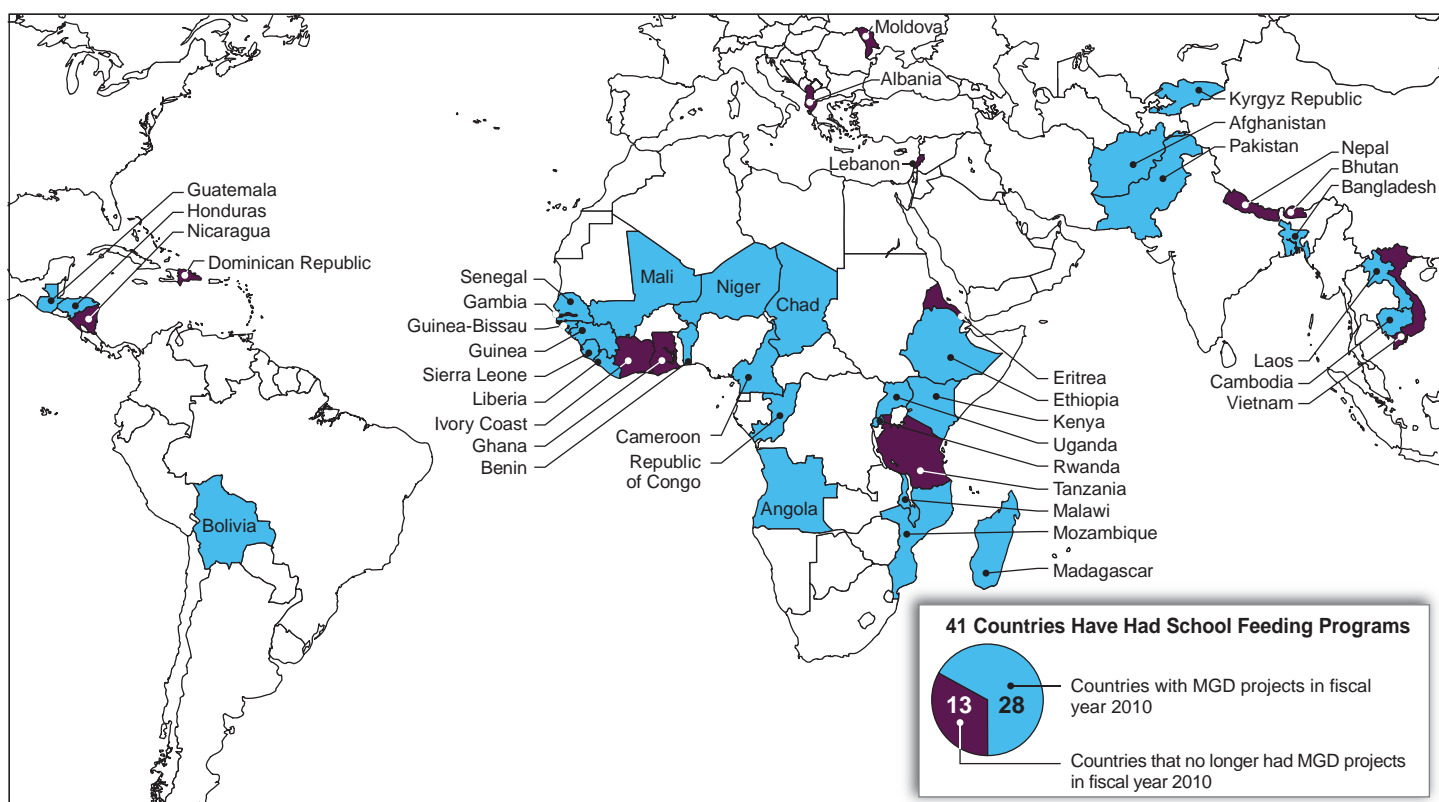 Moldova
Albania
Kyrgyz Republic
Afghanistan
Pakistan
Nepal
Bhutan
Bangladesh
Lebanon
Guatemala
Honduras
Nicaragua
Dominican Republic
Senegal
Gambia
Guinea-Bissau
Guinea
Sierra Leone
Liberia
Ivory Coast
Ghana
Benin
Mali
Niger
Chad
Cameroon
Republic
of Congo
Angola
Bolivia
Eritrea
Ethiopia
Kenya
Uganda
Rwanda
Tanzania
Malawi
Mozambique
Madagascar
Laos
Cambodia
Vietnam
41 Countries Have Had School Feeding Programs
13
28
Countries with MGD projects in fiscal
year 2010
Countries that no longer had MGD projects
in fiscal year 2010